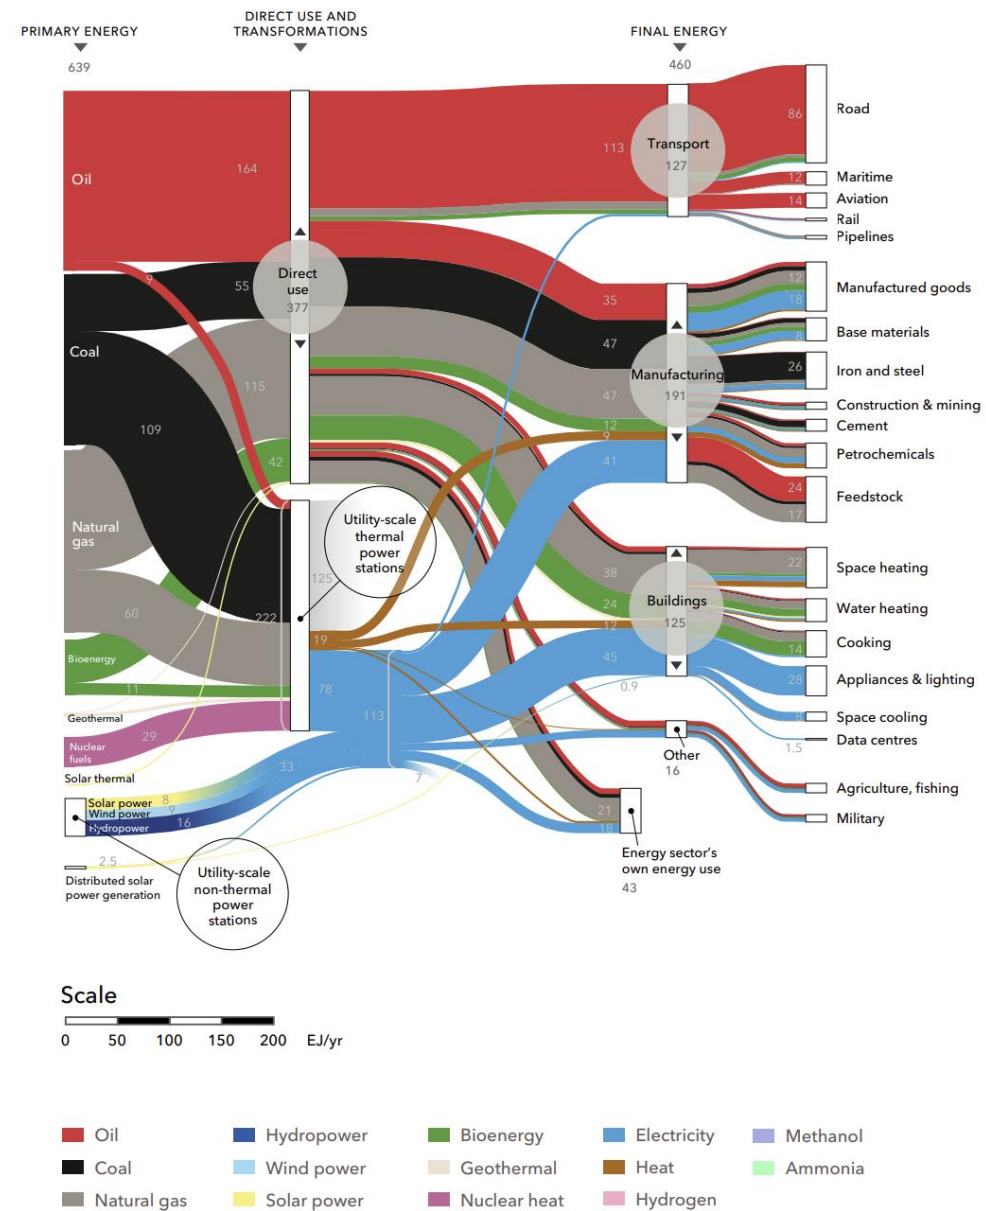 DIRECT USE AND
PRIMARY ENERGY
TRANSFORMATIONS
FINAL ENERGY
639
460
Oil
164
9
Coal
55
109
115
Natural
gas
42
60
Bioenergy
11
Geothermal
Nuclear
fuels
29
Solar thermal
Solar power
8
Wind power
9
Hydropower
16
33
2.5
Distributed solar
power generation
Utility-scale
non-thermal
power
stations
Direct
use
377
Utility-scale
thermal
power
stations
125
222
19
78
113
7
113
Transport
127
86
Road
12
Maritime
14
Aviation
Rail
Pipelines
35
47
47
12
9
41
Manufacturing
191
12
18
Manufactured goods
8
Base materials
26
Iron and steel
Construction & mining
Cement
Petrochemicals
24
17
Feedstock
38
24
12
45
0.9
Buildings
125
22
Space heating
Water heating
14
Cooking
28
Appliances & lighting
8
Space cooling
1.5
Data centres
Other
16
Agriculture, fishing
Military
21
18
Energy sector's
own energy use
43
Scale
0 50 100 150 200 EJ/yr
Oil Hydropower Bioenergy Electricity Methanol
Coal Wind power Geothermal Heat Ammonia
Natural gas Solar power Nuclear heat Hydrogen